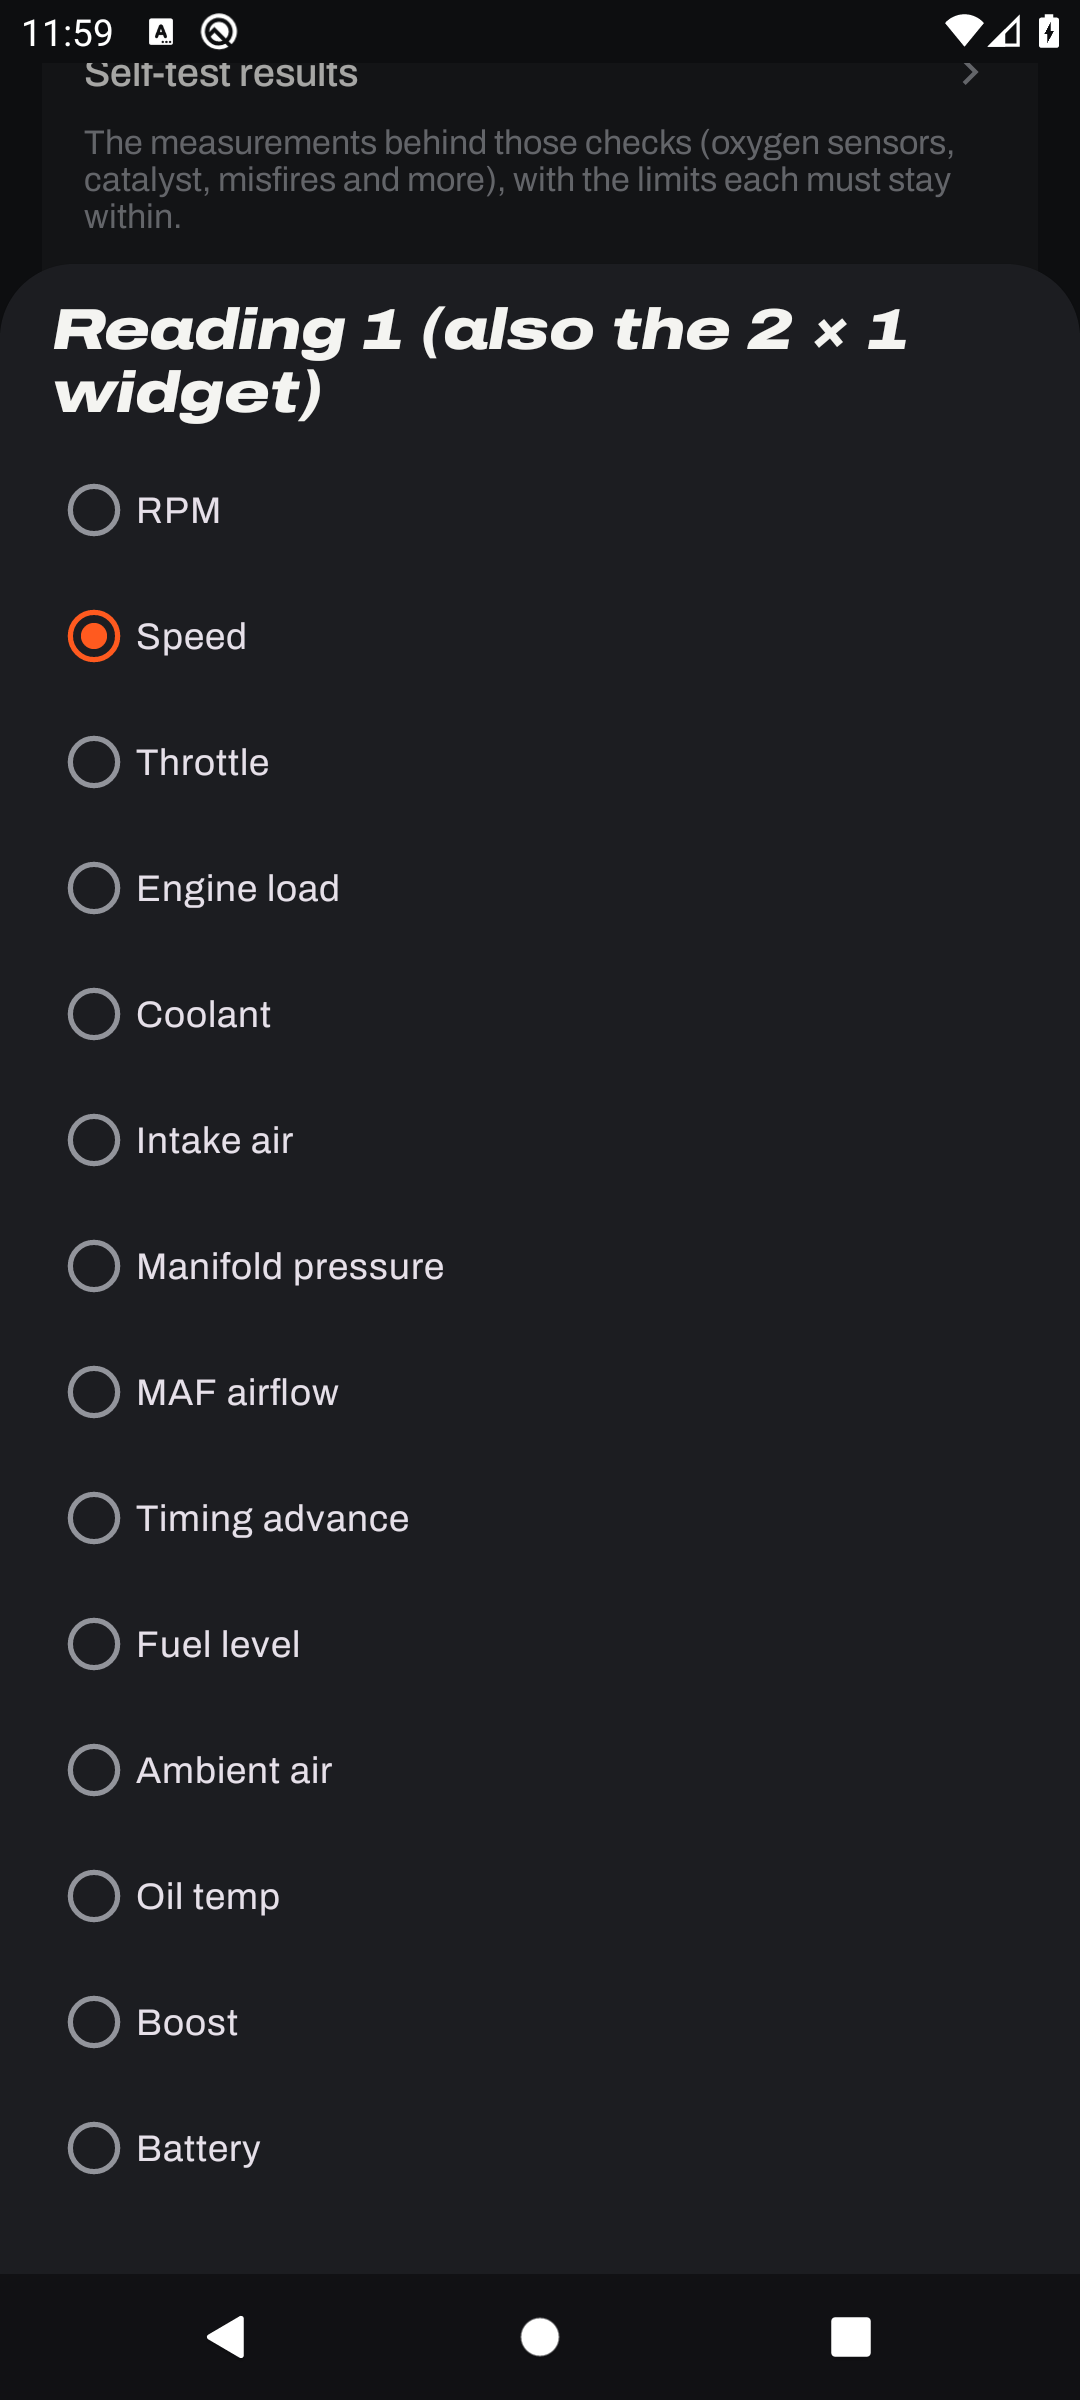 11:59
Self-test results
The measurements behind those checks (oxygen sensors,
catalyst, misfires and more), with the limits each must stay
within.
Reading 1 (also the 2 × 1
widget)
RPM
Speed
Throttle
Engine load
Coolant
Intake air
Manifold pressure
MAF airflow
Timing advance
Fuel level
Ambient air
Oil temp
Boost
Battery